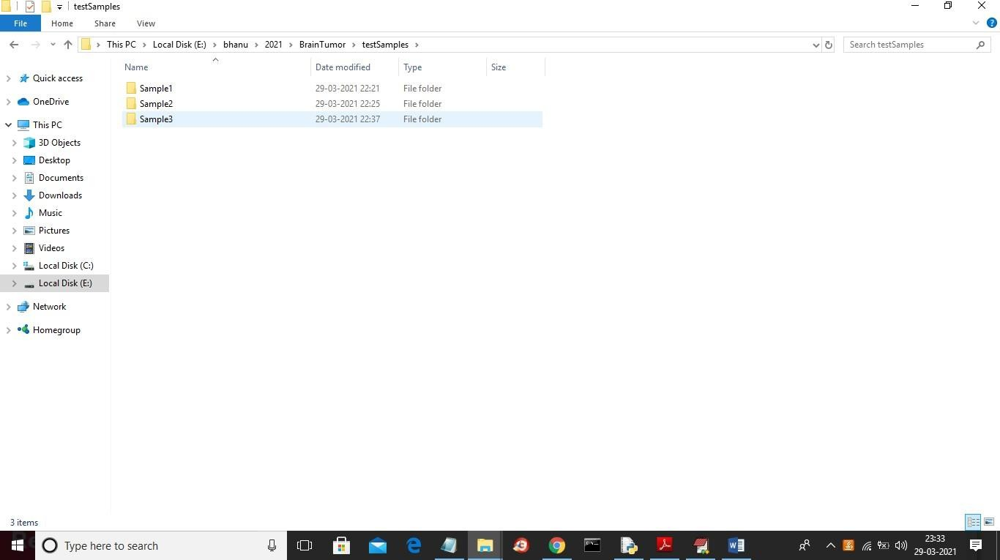 testSamples
File Home Share View
This PC Local Disk (E:) bhanu 2021 BrainTumor testSamples Search testSamples
Name Date modified Type Size
Quick access
OneDrive
This PC
3D Objects
Desktop
Documents
Downloads
Music
Pictures
Videos
Local Disk (C:)
Local Disk (E:)
Network
Homegroup
Sample1 29-03-2021 22:21 File folder
Sample2 29-03-2021 22:25 File folder
Sample3 29-03-2021 22:37 File folder
3 items
Type here to search
23:33
29-03-2021